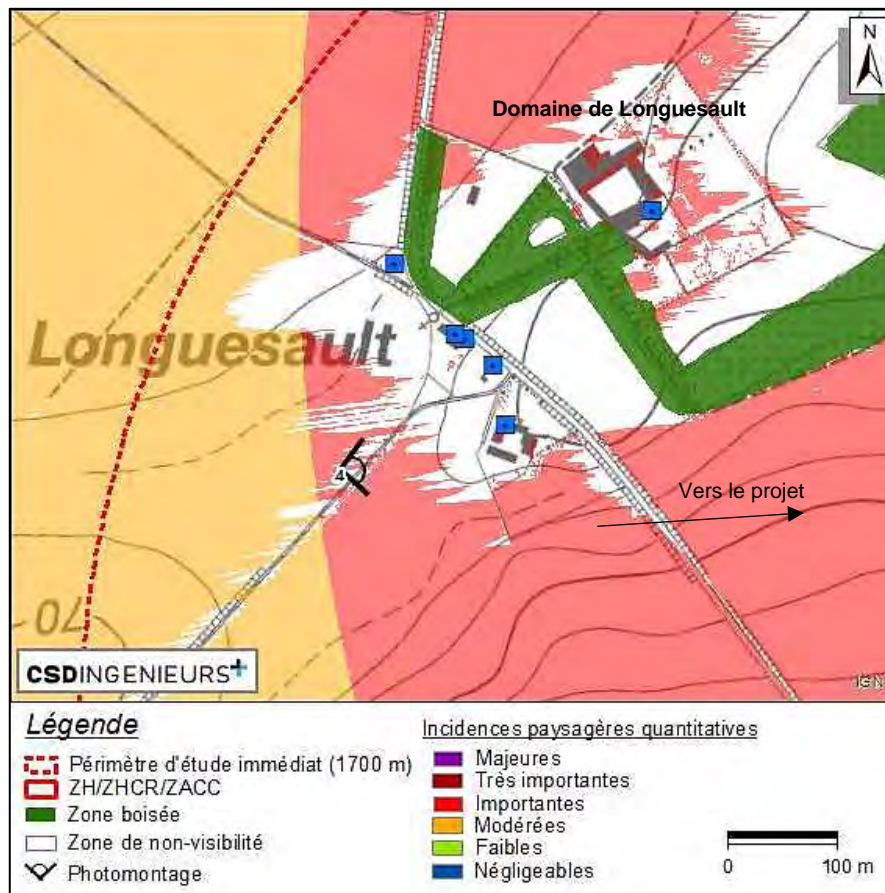 N
Domaine de Longuesault
Longuesault
4
Vers le projet
70
CSDINGENIEURS+
IGN
Légende
Périmètre d'étude immédiat (1700 m)
ZH/ZHCR/ZACC
Zone boisée
Zone de non-visibilité
Photomontage
Incidences paysagères quantitatives
Majeures
Très importantes
Importantes
Modérées
Faibles
Négligeables
0 100 m